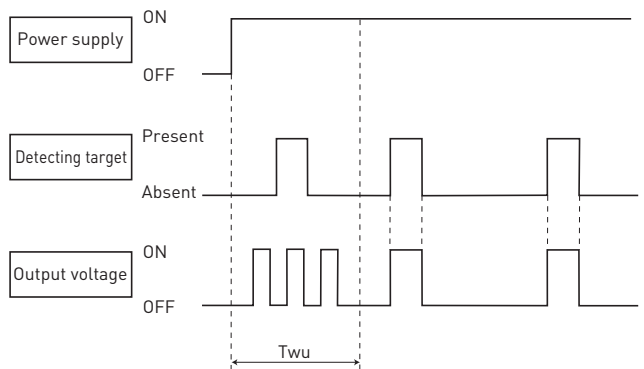 ON
Power supply
OFF
Present
Detecting target
Absent
ON
Output voltage
OFF
Twu